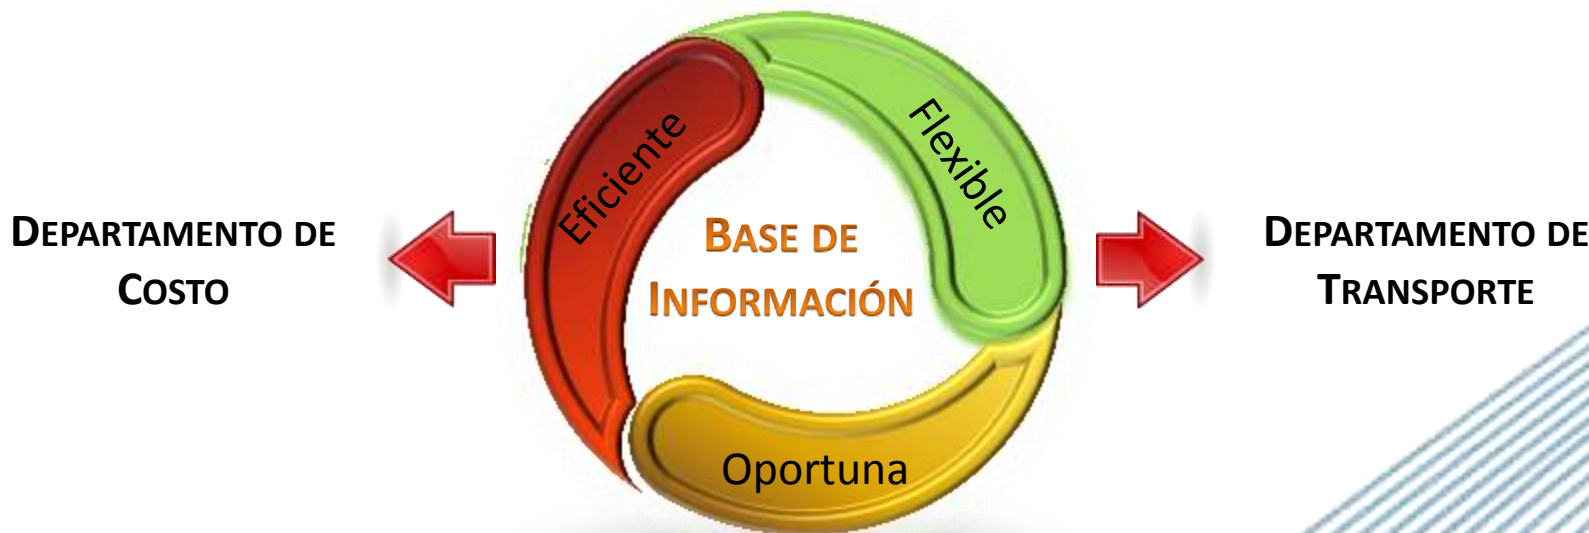 Eficiente
Flexible
DEPARTAMENTO DE
COSTO
BASE DE
INFORMACIÓN
DEPARTAMENTO DE
TRANSPORTE
Oportuna